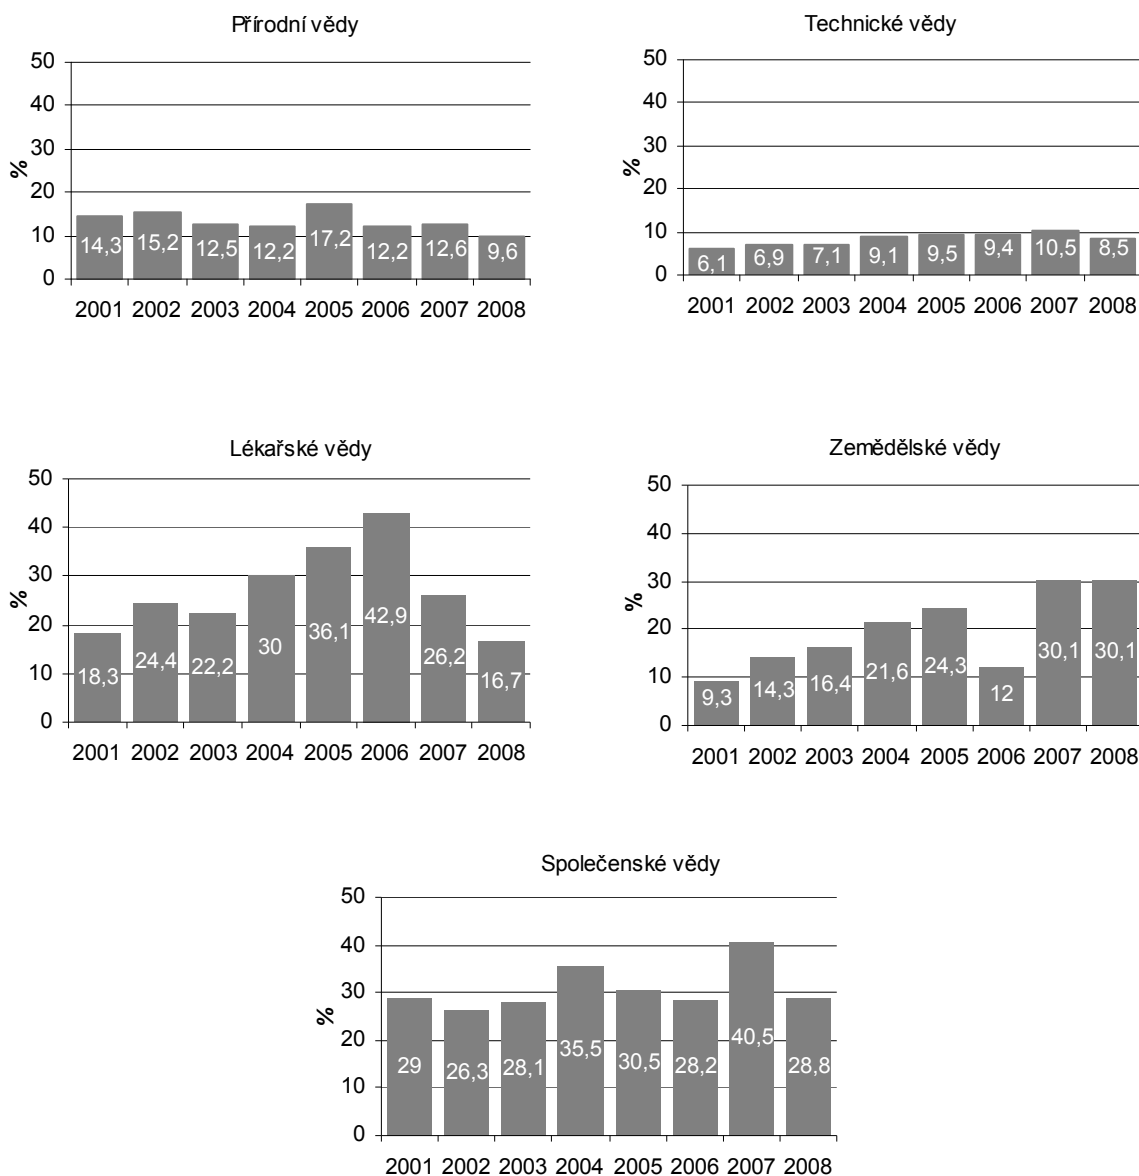 Přírodní vědy
50
40
30
20
10
0
%
14,3 15,2 12,5 12,2 17,2 12,2 12,6 9,6
2001 2002 2003 2004 2005 2006 2007 2008
Technické vědy
50
40
30
20
10
0
%
6,1 6,9 7,1 9,1 9,5 9,4 10,5 8,5
2001 2002 2003 2004 2005 2006 2007 2008
Lékařské vědy
50
40
30
20
10
0
%
18,3 24,4 22,2 30 36,1 42,9 26,2 16,7
2001 2002 2003 2004 2005 2006 2007 2008
Zemědělské vědy
50
40
30
20
10
0
%
9,3 14,3 16,4 21,6 24,3 12 30,1 30,1
2001 2002 2003 2004 2005 2006 2007 2008
Společenské vědy
50
40
30
20
10
0
%
29 26,3 28,1 35,5 30,5 28,2 40,5 28,8
2001 2002 2003 2004 2005 2006 2007 2008